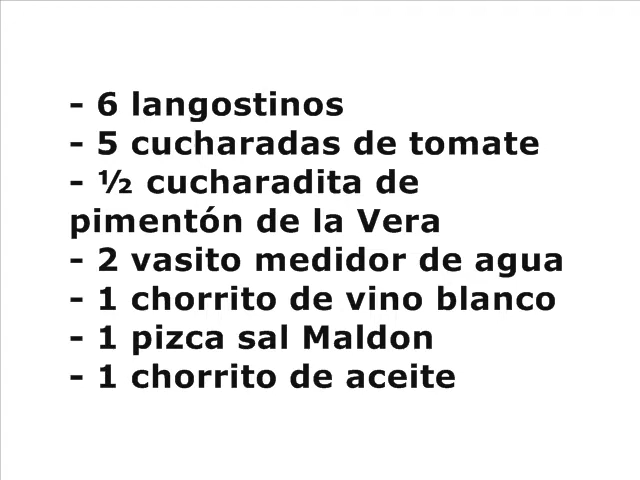 - 6 langostinos
- 5 cucharadas de tomate
- ½ cucharadita de
pimentón de la Vera
- 2 vasito medidor de agua
- 1 chorrito de vino blanco
- 1 pizca sal Maldon
- 1 chorrito de aceite